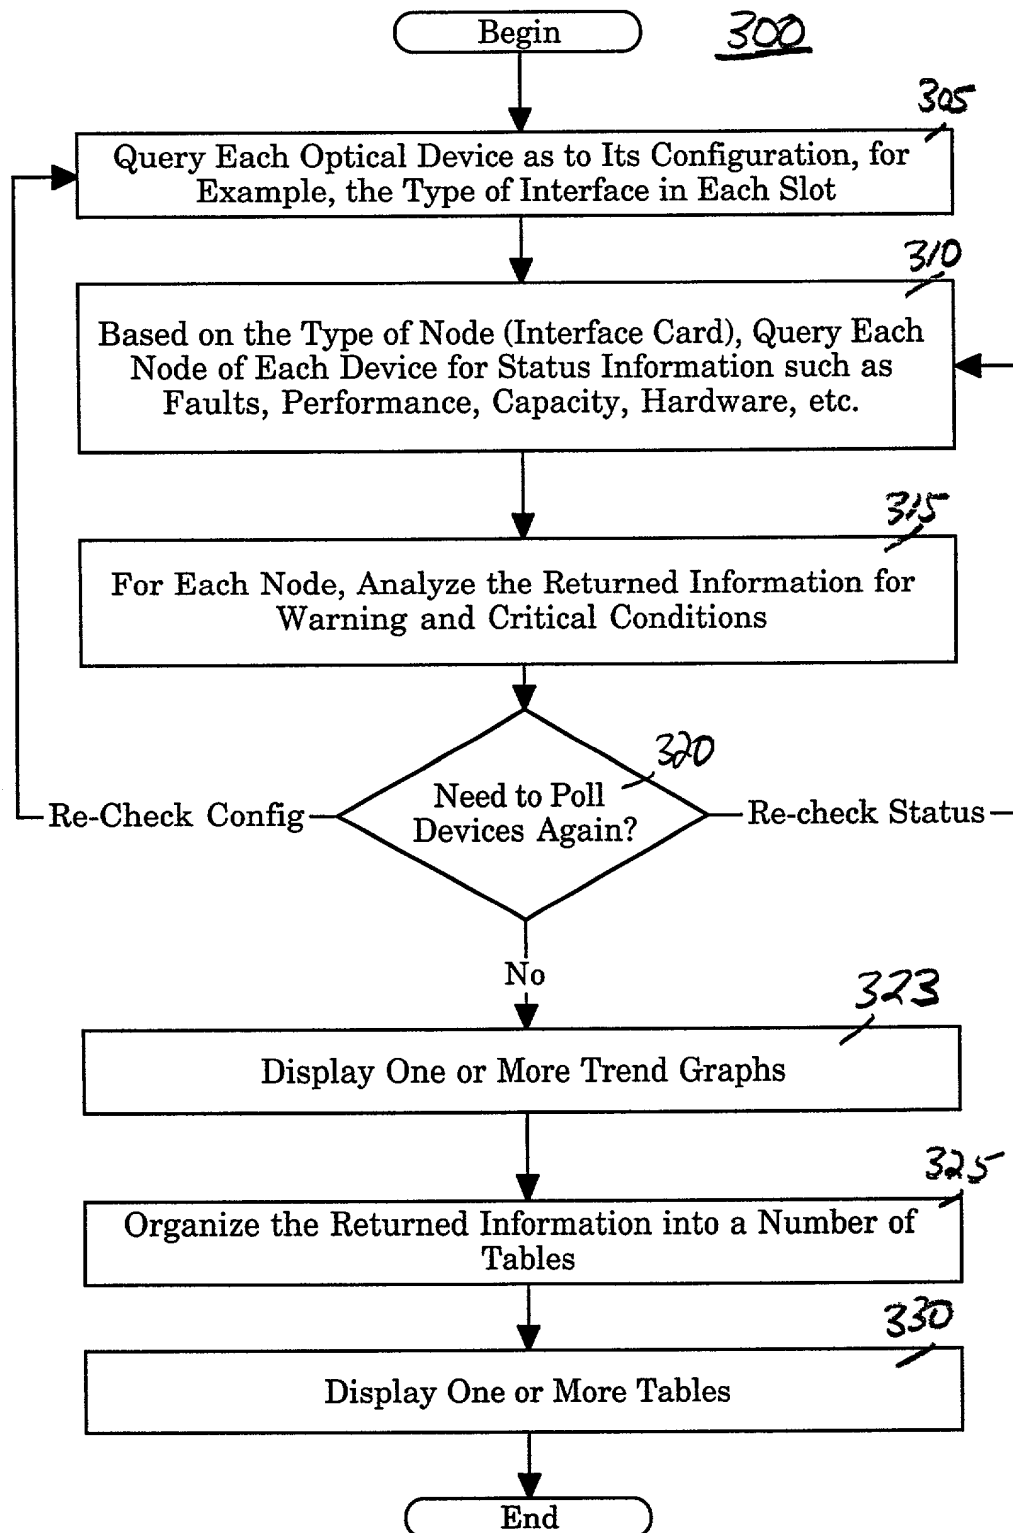 Begin
300
305
Query Each Optical Device as to Its Configuration, for
Example, the Type of Interface in Each Slot
310
Based on the Type of Node (Interface Card), Query Each
Node of Each Device for Status Information such as
Faults, Performance, Capacity, Hardware, etc.
315
For Each Node, Analyze the Returned Information for
Warning and Critical Conditions
320
Need to Poll
Devices Again?
Re-Check Config
Re-check Status
No
323
Display One or More Trend Graphs
325
Organize the Returned Information into a Number of
Tables
330
Display One or More Tables
End